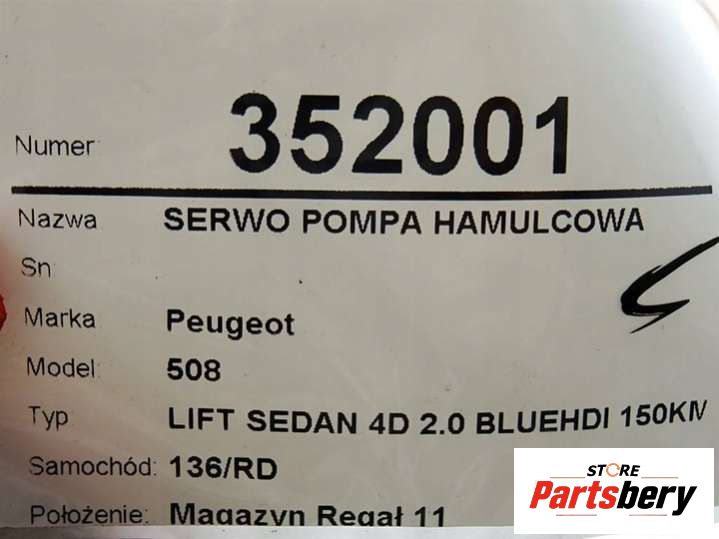 Numer: 352001
Nazwa SERWO POMPA HAMULCOWA
Sn
Marka Peugeot
Model: 508
Typ LIFT SEDAN 4D 2.0 BLUEHDI 150KM
Samochód: 136/RD
Położenie: Magazyn Regał 11
STORE
Partsbery